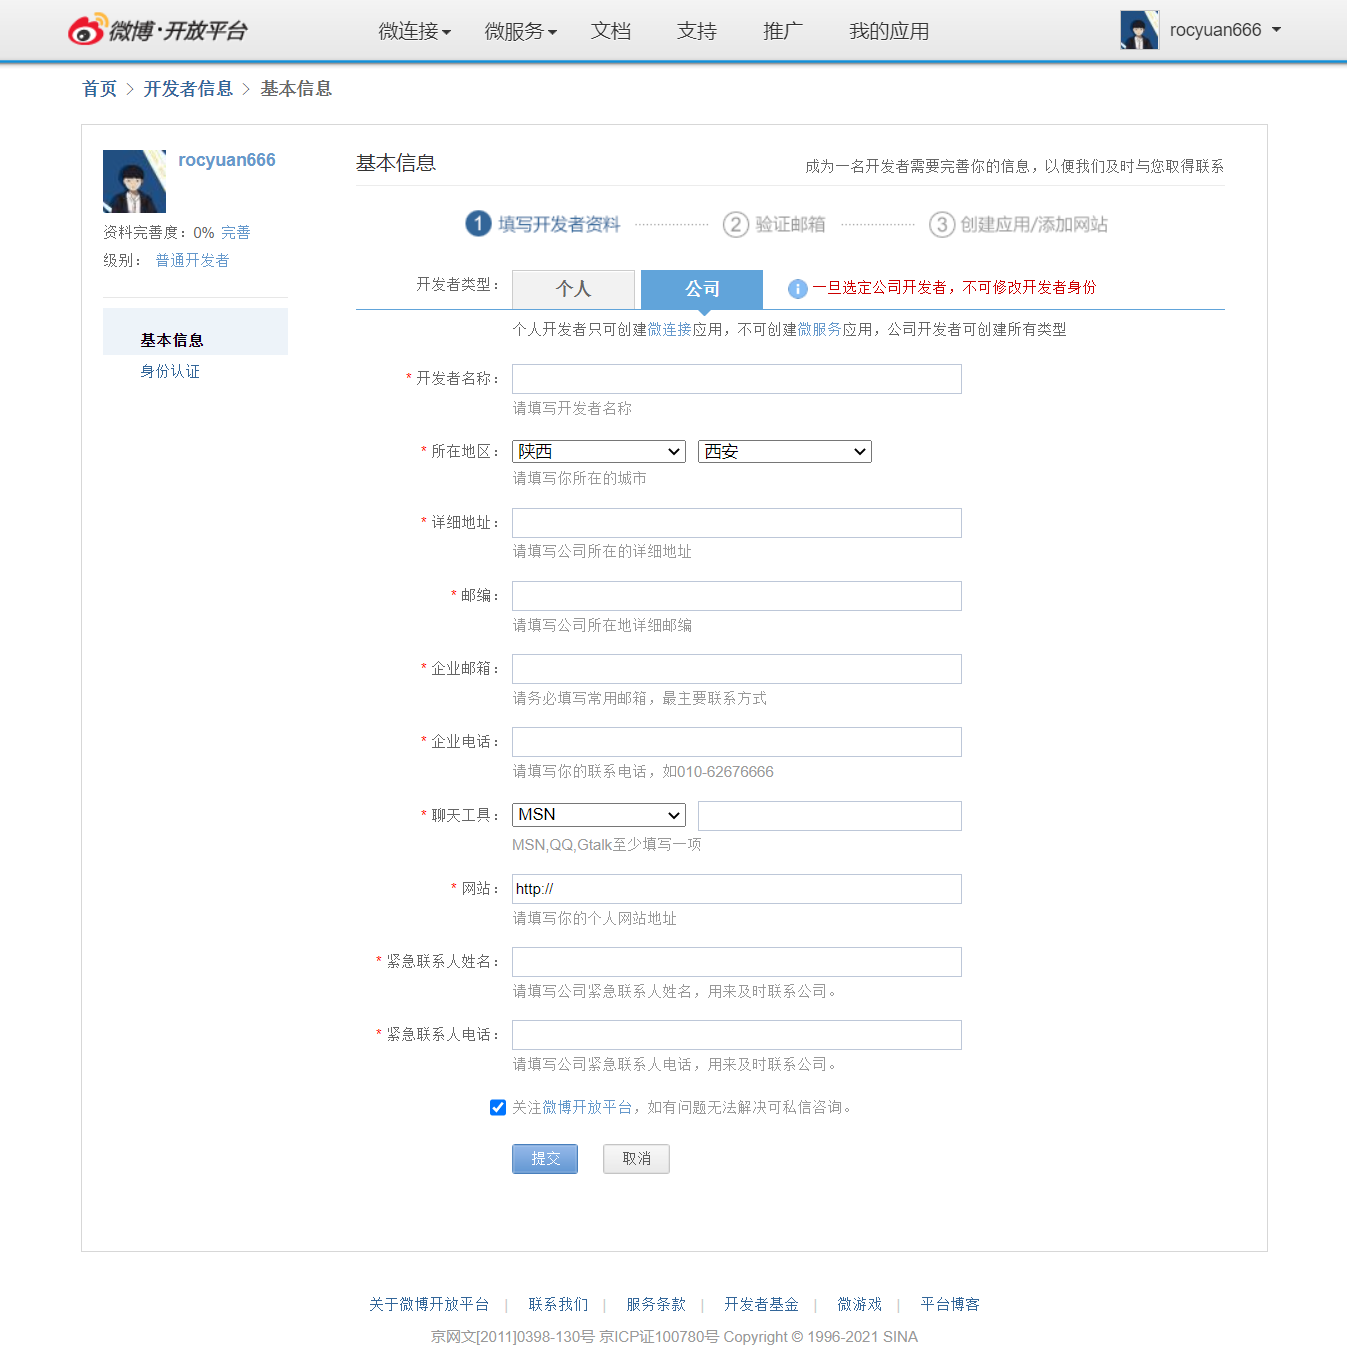 微博·开放平台 微连接 微服务 文档 支持 推广 我的应用 rocyuan666
首页 > 开发者信息 > 基本信息
rocyuan666
资料完善度：0% 完善
级别： 普通开发者
基本信息
身份认证
基本信息 成为一名开发者需要完善你的信息，以便我们及时与您取得联系
1 填写开发者资料 2 验证邮箱 3 创建应用/添加网站
开发者类型： 个人 公司 一旦选定公司开发者，不可修改开发者身份
个人开发者只可创建微连接应用，不可创建微服务应用，公司开发者可创建所有类型
* 开发者名称：
请填写开发者名称
* 所在地区： 陕西 西安
请填写你所在的城市
* 详细地址：
请填写公司所在的详细地址
* 邮编：
请填写公司所在地详细邮编
* 企业邮箱：
请务必填写常用邮箱，最主要联系方式
* 企业电话：
请填写你的联系电话，如010-62676666
* 聊天工具： MSN
MSN,QQ,Gtalk至少填写一项
* 网站： http://
请填写你的个人网站地址
* 紧急联系人姓名：
请填写公司紧急联系人姓名，用来及时联系公司。
* 紧急联系人电话：
请填写公司紧急联系人电话，用来及时联系公司。
关注微博开放平台，如有问题无法解决可私信咨询。
提交 取消
关于微博开放平台 | 联系我们 | 服务条款 | 开发者基金 | 微游戏 | 平台博客
京网文[2011]0398-130号 京ICP证100780号 Copyright © 1996-2021 SINA